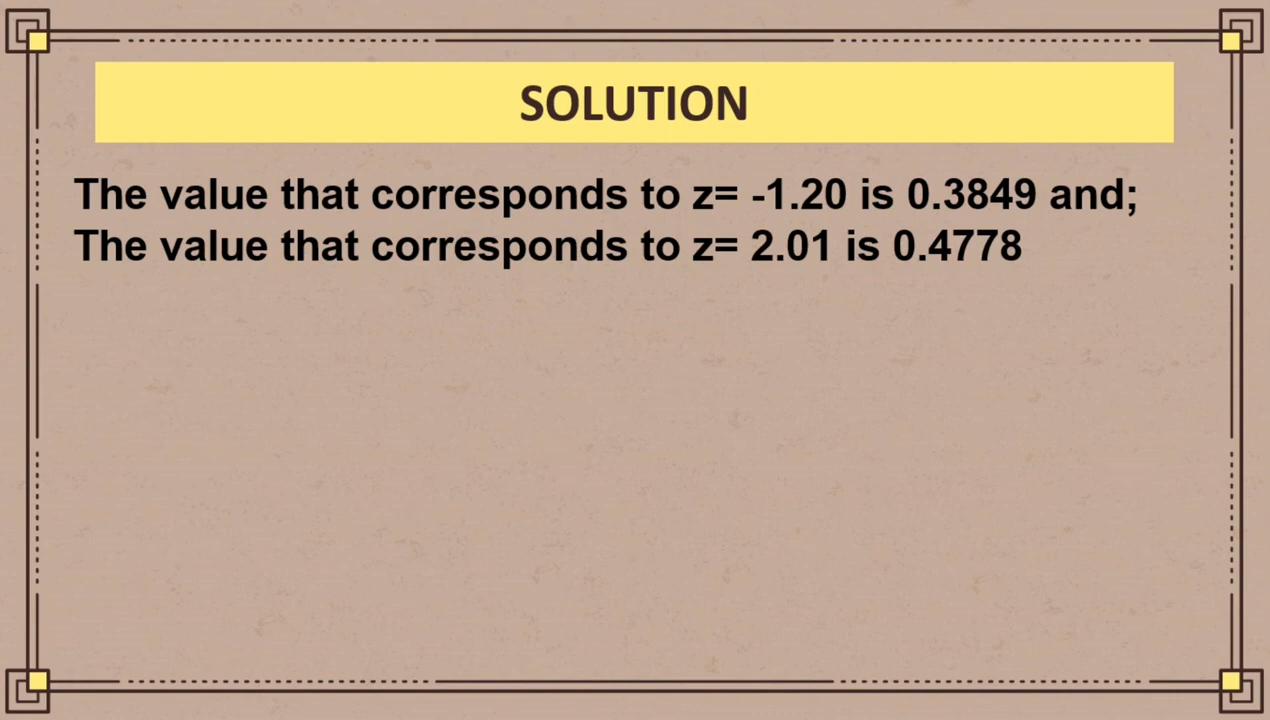 SOLUTION
The value that corresponds to z= -1.20 is 0.3849 and;
The value that corresponds to z= 2.01 is 0.4778